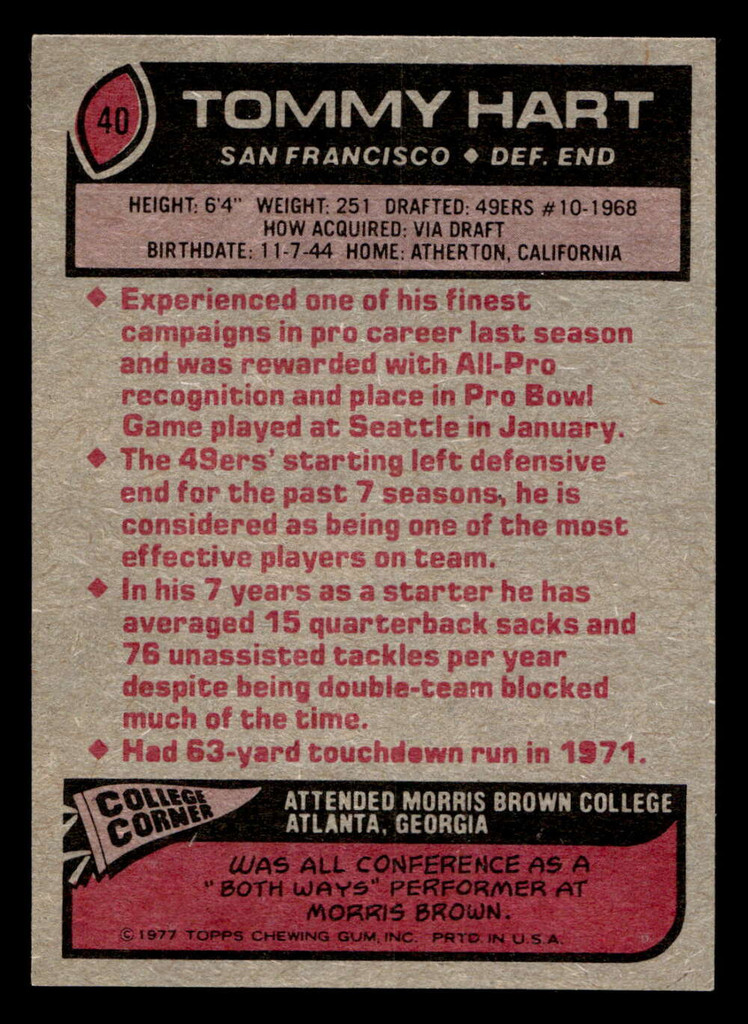 40
TOMMY HART
SAN FRANCISCO ◆ DEF. END
HEIGHT: 6'4" WEIGHT: 251 DRAFTED: 49ERS #10-1968
HOW ACQUIRED: VIA DRAFT
BIRTHDATE: 11-7-44 HOME: ATHERTON, CALIFORNIA
◆ Experienced one of his finest
campaigns in pro career last season
and was rewarded with All-Pro
recognition and place in Pro Bowl
Game played at Seattle in January.
◆ The 49ers' starting left defensive
end for the past 7 seasons, he is
considered as being one of the most
effective players on team.
◆ In his 7 years as a starter he has
averaged 15 quarterback sacks and
76 unassisted tackles per year
despite being double-team blocked
much of the time.
◆ Had 63-yard touchdown run in 1971.
COLLEGE
CORNER
ATTENDED MORRIS BROWN COLLEGE
ATLANTA, GEORGIA
WAS ALL CONFERENCE AS A
"BOTH WAYS" PERFORMER AT
MORRIS BROWN.
© 1977 TOPPS CHEWING GUM, INC. PRTD. IN U.S.A.